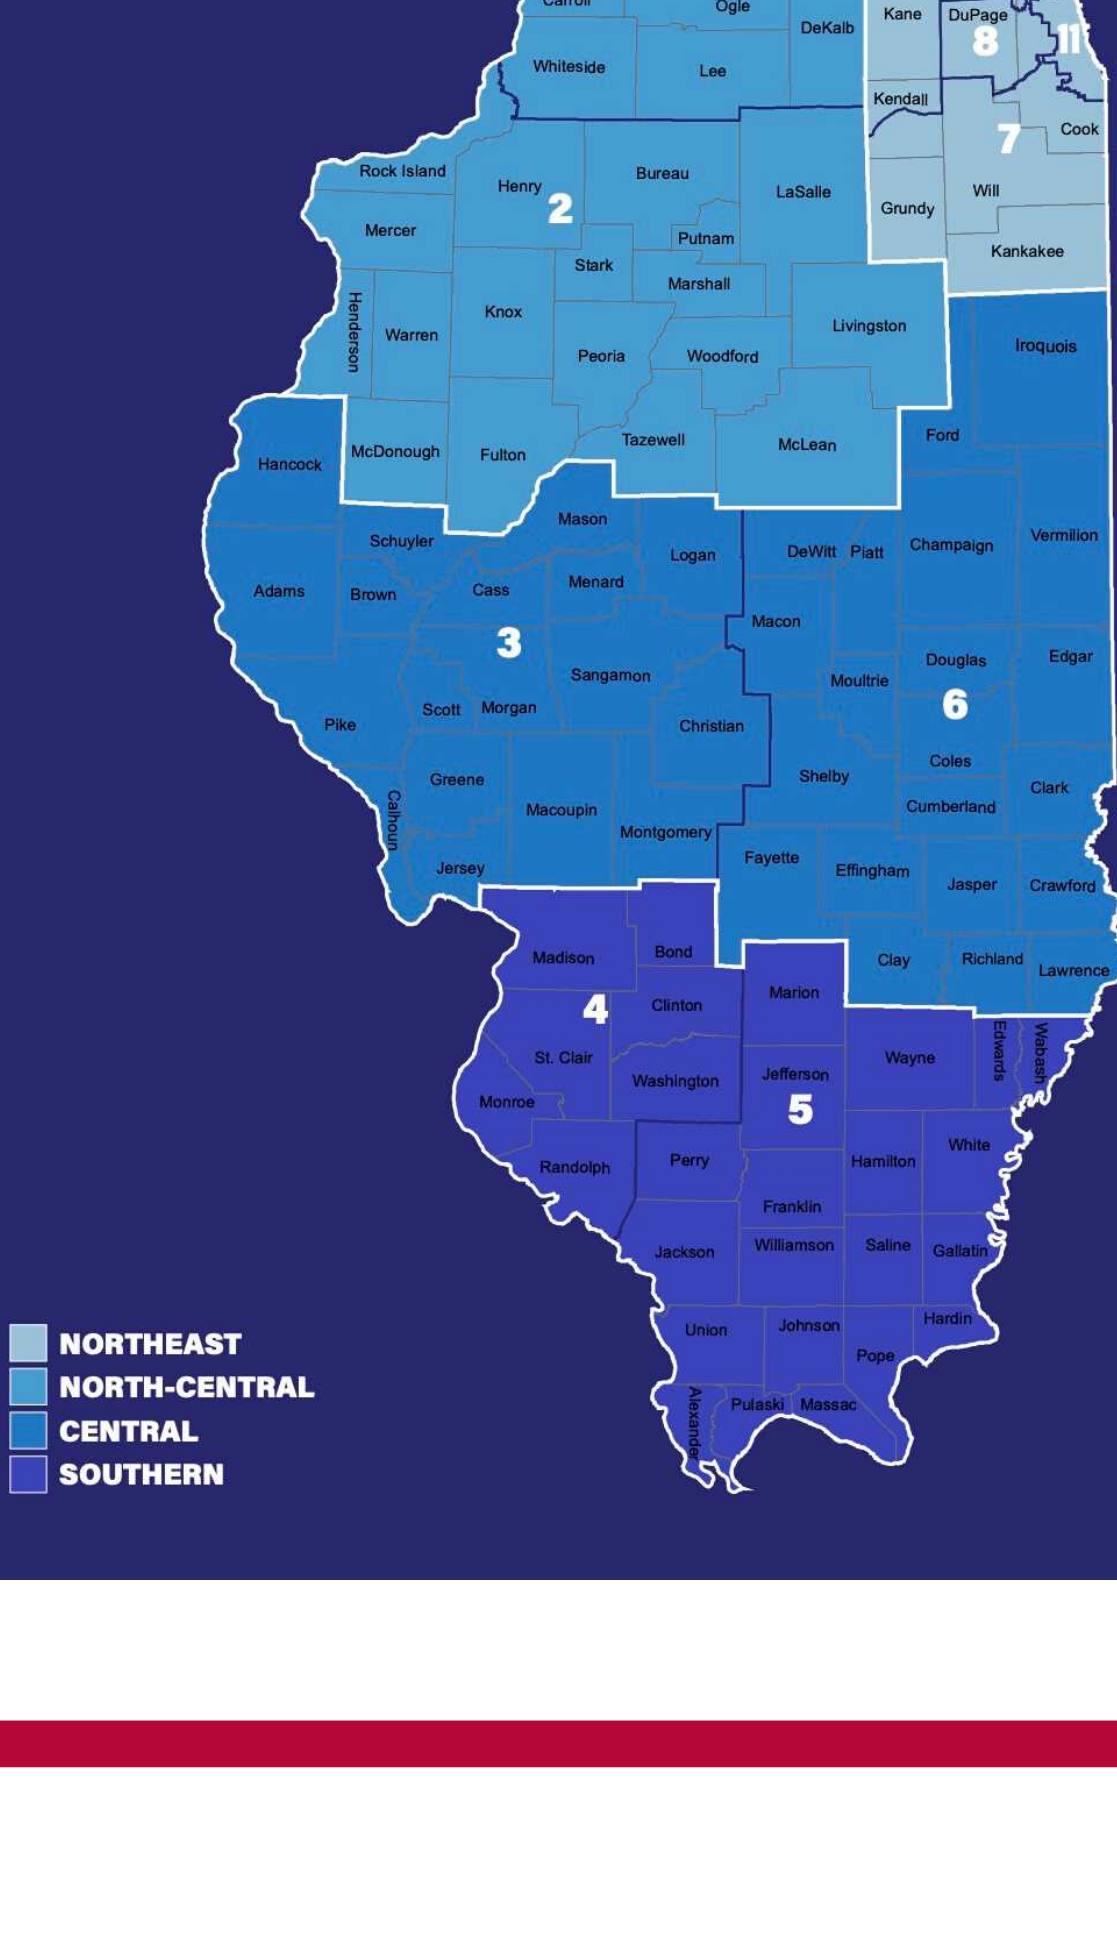 Carroll
Ogle
DeKalb
Kane
DuPage
8
11
Whiteside
Lee
Kendall
Cook
7
Rock Island
Henry
2
Bureau
LaSalle
Will
Grundy
Mercer
Putnam
Kankakee
Stark
Marshall
Henderson
Warren
Knox
Peoria
Woodford
Livingston
Iroquois
McDonough
Fulton
Tazewell
McLean
Ford
Hancock
Mason
Schuyler
Logan
DeWitt
Piatt
Champaign
Vermilion
Adams
Brown
Cass
Menard
Macon
3
Sangamon
Douglas
Edgar
Moultrie
6
Pike
Scott
Morgan
Christian
Coles
Greene
Shelby
Clark
Calhoun
Macoupin
Montgomery
Cumberland
Jersey
Fayette
Effingham
Jasper
Crawford
Madison
Bond
Clay
Richland
Lawrence
4
Clinton
Marion
St. Clair
Washington
Jefferson
Wayne
Edwards
Wabash
Monroe
5
Randolph
Perry
Hamilton
White
Franklin
Jackson
Williamson
Saline
Gallatin
Union
Johnson
Hardin
Pope
Alexander
Pulaski
Massac
NORTHEAST
NORTH-CENTRAL
CENTRAL
SOUTHERN